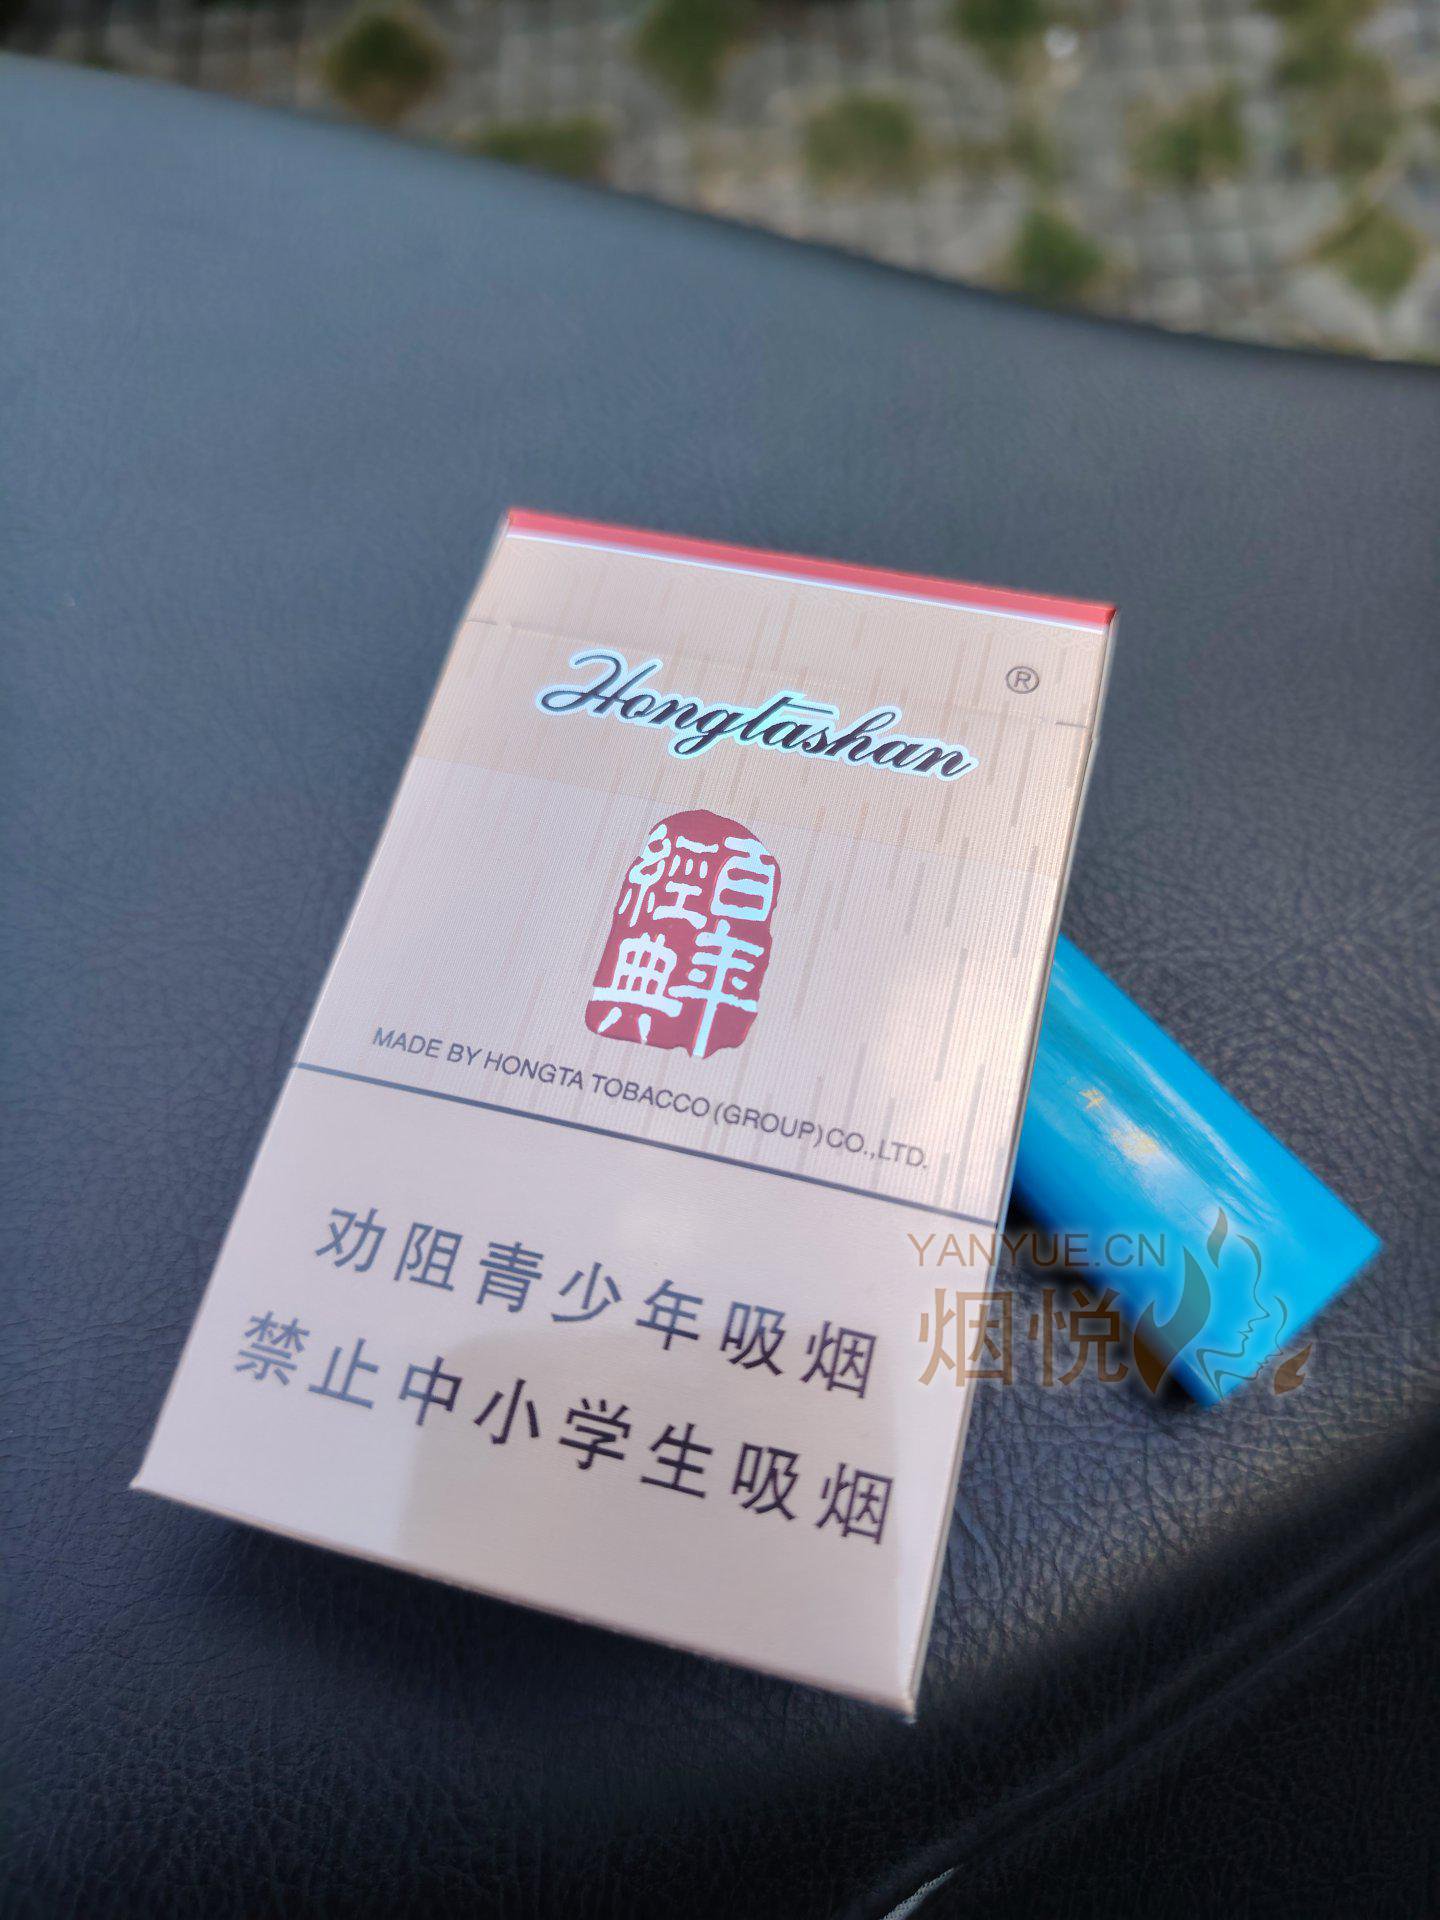 Hongtashan ®
百年
經典
MADE BY HONGTA TOBACCO (GROUP) CO.,LTD.
劝阻青少年吸烟
禁止中小学生吸烟
YANYUE.CN
烟悦